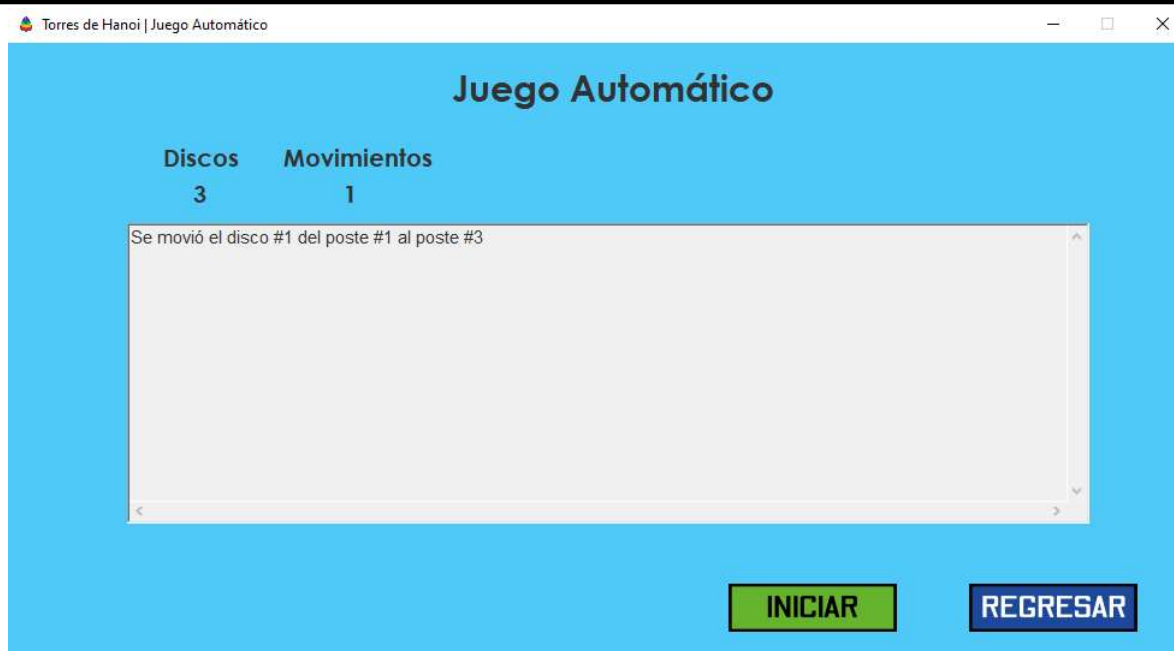 Torres de Hanoi | Juego Automático
Juego Automático
Discos Movimientos
3 1
Se movió el disco #1 del poste #1 al poste #3
INICIAR REGRESAR